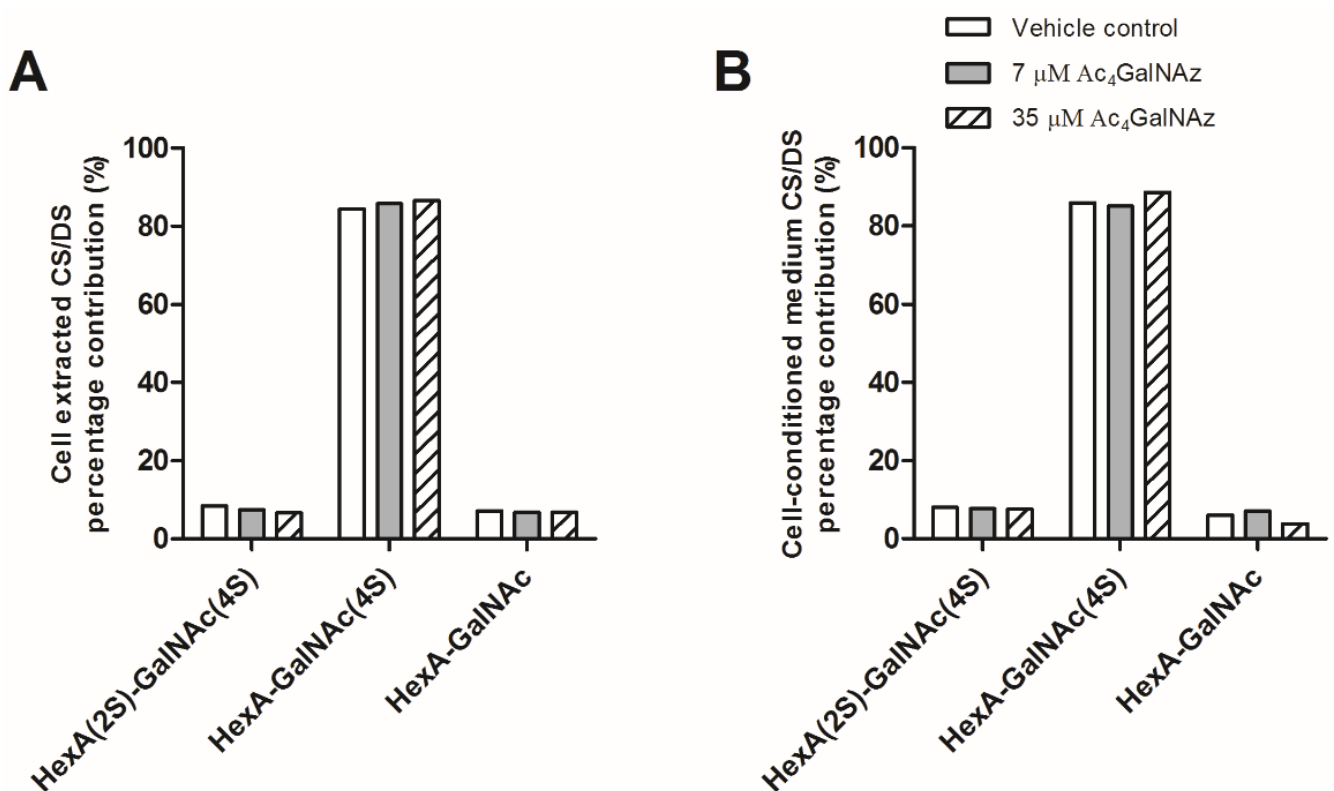 A
Cell extracted CS/DS
percentage contribution (%)
100
80
60
40
20
0
HexA(2S)-GalNAc(4S)
HexA-GalNAc(4S)
HexA-GalNAc
B
Vehicle control
7 μM Ac₄GalNAz
35 μM Ac₄GalNAz
Cell-conditioned medium CS/DS
percentage contribution (%)
100
80
60
40
20
0
HexA(2S)-GalNAc(4S)
HexA-GalNAc(4S)
HexA-GalNAc